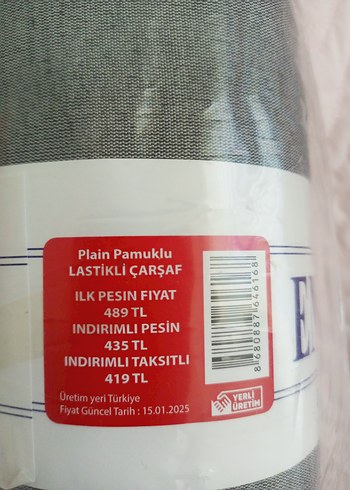 Plain Pamuklu
LASTİKLİ ÇARŞAF
ILK PESIN FIYAT
489 TL
INDIRIMLI PESİN
435 TL
INDIRIMLI TAKSITLI
419 TL
Üretim yeri Türkiye
Fiyat Güncel Tarih : 15.01.2025
8680887646168
YERLİ
ÜRETİM